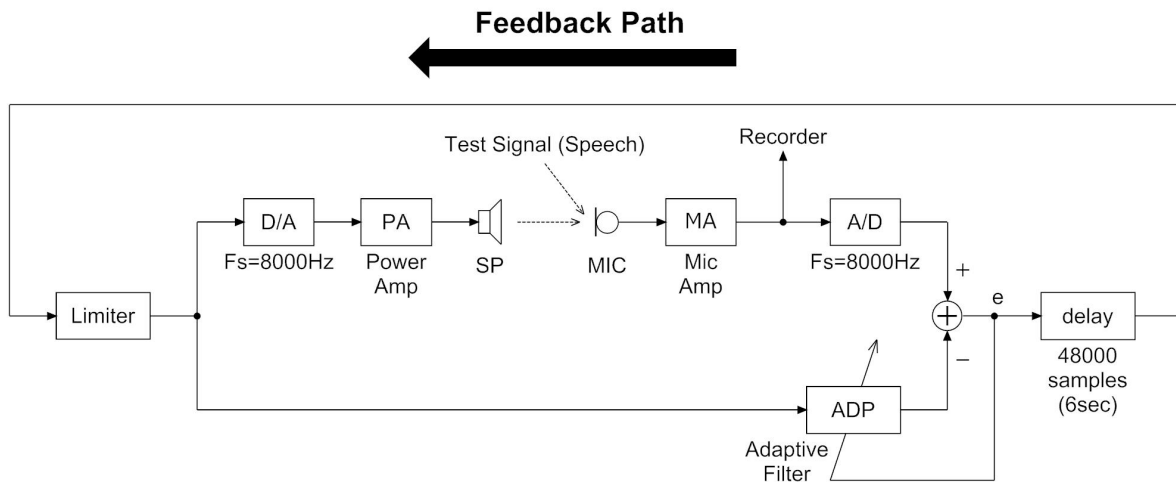 Feedback Path
Test Signal (Speech)
Recorder
D/A
PA
MA
A/D
Fs=8000Hz
Power
Amp
SP
MIC
Mic
Amp
Fs=8000Hz
+
e
Limiter
+
delay
−
48000
samples
(6sec)
ADP
Adaptive
Filter